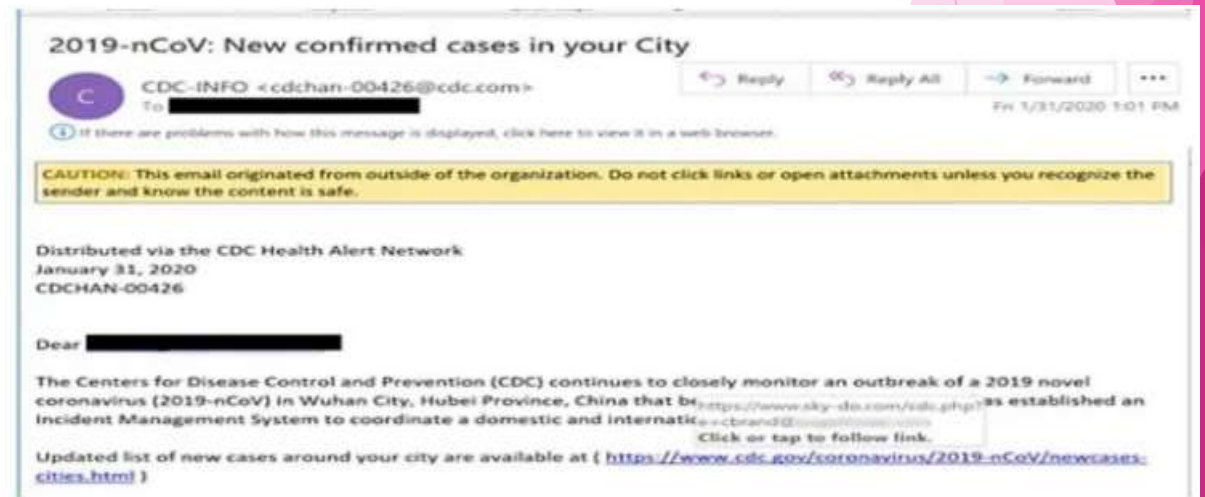 2019-nCoV: New confirmed cases in your City
C
CDC-INFO <cdchan-00426@cdc.com>
Reply
Reply All
Forward
To
Fri 1/31/2020 1:01 PM
If there are problems with how this message is displayed, click here to view it in a web browser.
CAUTION: This email originated from outside of the organization. Do not click links or open attachments unless you recognize the
sender and know the content is safe.
Distributed via the CDC Health Alert Network
January 31, 2020
CDCHAN-00426
Dear
The Centers for Disease Control and Prevention (CDC) continues to closely monitor an outbreak of a 2019 novel
coronavirus (2019-nCoV) in Wuhan City, Hubei Province, China that be
as established an
Incident Management System to coordinate a domestic and internatic
https://www.sky-do.com/cdc.php?
Click or tap to follow link.
Updated list of new cases around your city are available at ( https://www.cdc.gov/coronavirus/2019-nCoV/newcases-
cities.html )